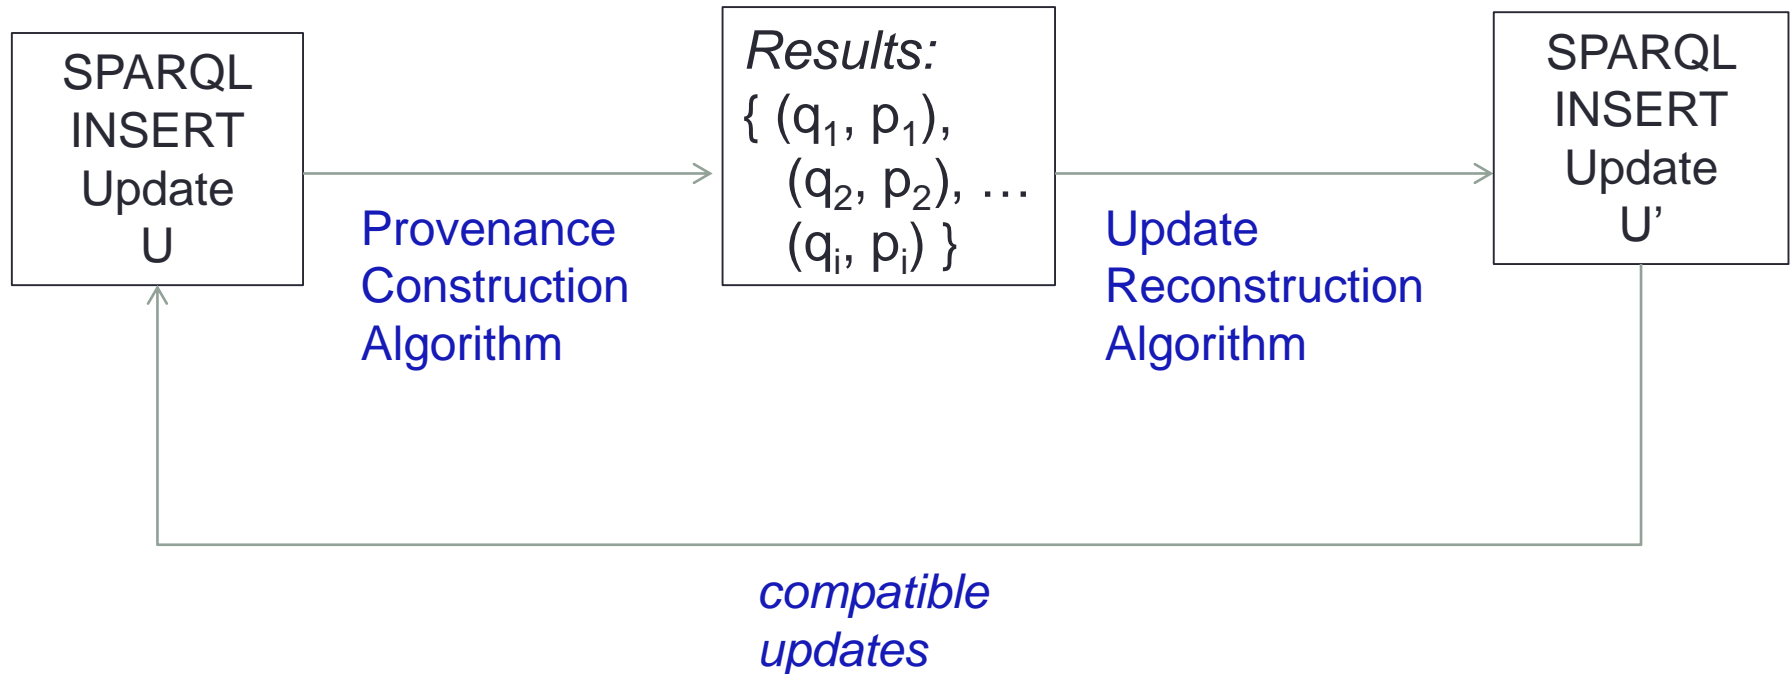 SPARQL
INSERT
Update
U
Provenance
Construction
Algorithm
Results:
{ (q₁, p₁),
(q₂, p₂), …
(qᵢ, pᵢ) }
Update
Reconstruction
Algorithm
SPARQL
INSERT
Update
U’
compatible
updates